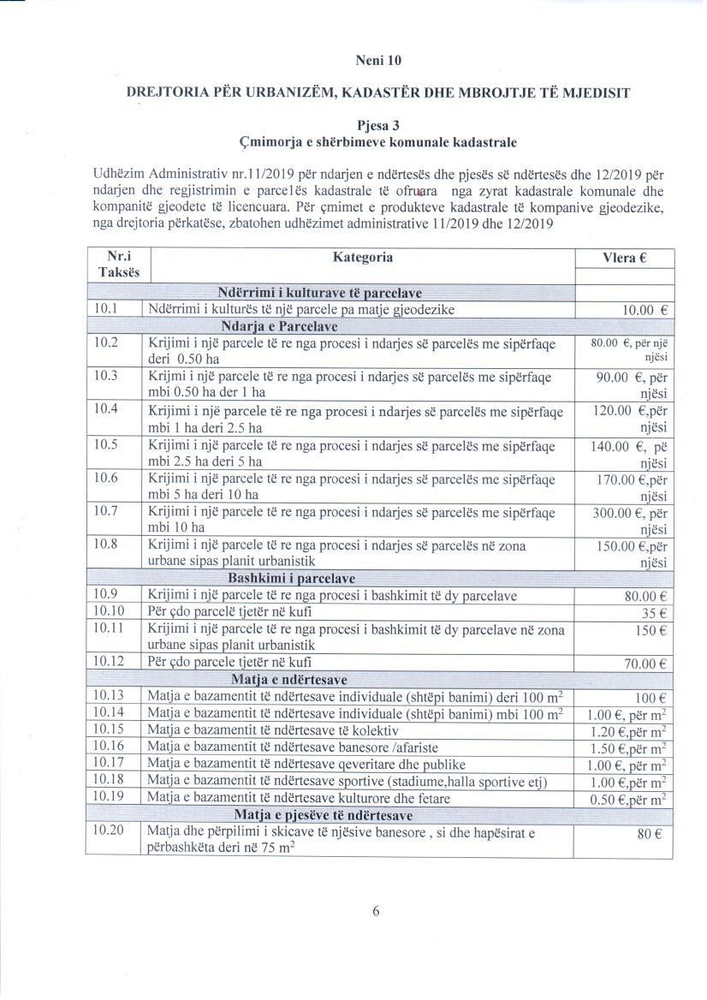 Neni 10
DREJTORIA PËR URBANIZËM, KADASTËR DHE MBROJTJE TË MJEDISIT
Pjesa 3
Çmimorja e shërbimeve komunale kadastrale
Udhëzim Administrativ nr.11/2019 për ndarjen e ndërtesës dhe pjesës së ndërtesës dhe 12/2019 për
ndarjen dhe regjistrimin e parcelës kadastrale të ofruara nga zyrat kadastrale komunale dhe
kompanitë gjeodete të licencuara. Për çmimet e produkteve kadastrale të kompanive gjeodezike,
nga drejtoria përkatëse, zbatohen udhëzimet administrative 11/2019 dhe 12/2019
Nr.i Kategoria Vlera €
Taksës
Ndërrimi i kulturave të parcelave
10.1 Ndërrimi i kulturës të një parcele pa matje gjeodezike 10.00 €
Ndarja e Parcelave
10.2 Krijimi i një parcele të re nga procesi i ndarjes së parcelës me sipërfaqe 80.00 €, për një
deri 0.50 ha njësi
10.3 Krijmi i një parcele të re nga procesi i ndarjes së parcelës me sipërfaqe 90.00 €, për
mbi 0.50 ha der 1 ha njësi
10.4 Krijimi i një parcele të re nga procesi i ndarjes së parcelës me sipërfaqe 120.00 €,për
mbi 1 ha deri 2.5 ha njësi
10.5 Krijimi i një parcele të re nga procesi i ndarjes së parcelës me sipërfaqe 140.00 €, pë
mbi 2.5 ha deri 5 ha njësi
10.6 Krijimi i një parcele të re nga procesi i ndarjes së parcelës me sipërfaqe 170.00 €,për
mbi 5 ha deri 10 ha njësi
10.7 Krijimi i një parcele të re nga procesi i ndarjes së parcelës me sipërfaqe 300.00 €, për
mbi 10 ha njësi
10.8 Krijimi i një parcele të re nga procesi i ndarjes së parcelës në zona 150.00 €,për
urbane sipas planit urbanistik njësi
Bashkimi i parcelave
10.9 Krijimi i një parcele të re nga procesi i bashkimit të dy parcelave 80.00 €
10.10 Për çdo parcelë tjetër në kufi 35 €
10.11 Krijimi i një parcele të re nga procesi i bashkimit të dy parcelave në zona 150 €
urbane sipas planit urbanistik
10.12 Për çdo parcele tjetër në kufi 70.00 €
Matja e ndërtesave
10.13 Matja e bazamentit të ndërtesave individuale (shtëpi banimi) deri 100 m² 100 €
10.14 Matja e bazamentit të ndërtesave individuale (shtëpi banimi) mbi 100 m² 1.00 €, për m²
10.15 Matja e bazamentit të ndërtesave të kolektiv 1.20 €,për m²
10.16 Matja e bazamentit të ndërtesave banesore /afariste 1.50 €,për m²
10.17 Matja e bazamentit të ndërtesave qeveritare dhe publike 1.00 €, për m²
10.18 Matja e bazamentit të ndërtesave sportive (stadiume,halla sportive etj) 1.00 €,për m²
10.19 Matja e bazamentit të ndërtesave kulturore dhe fetare 0.50 €,për m²
Matja e pjesëve të ndërtesave
10.20 Matja dhe përpilimi i skicave të njësive banesore , si dhe hapësirat e 80 €
përbashkëta deri në 75 m²
6